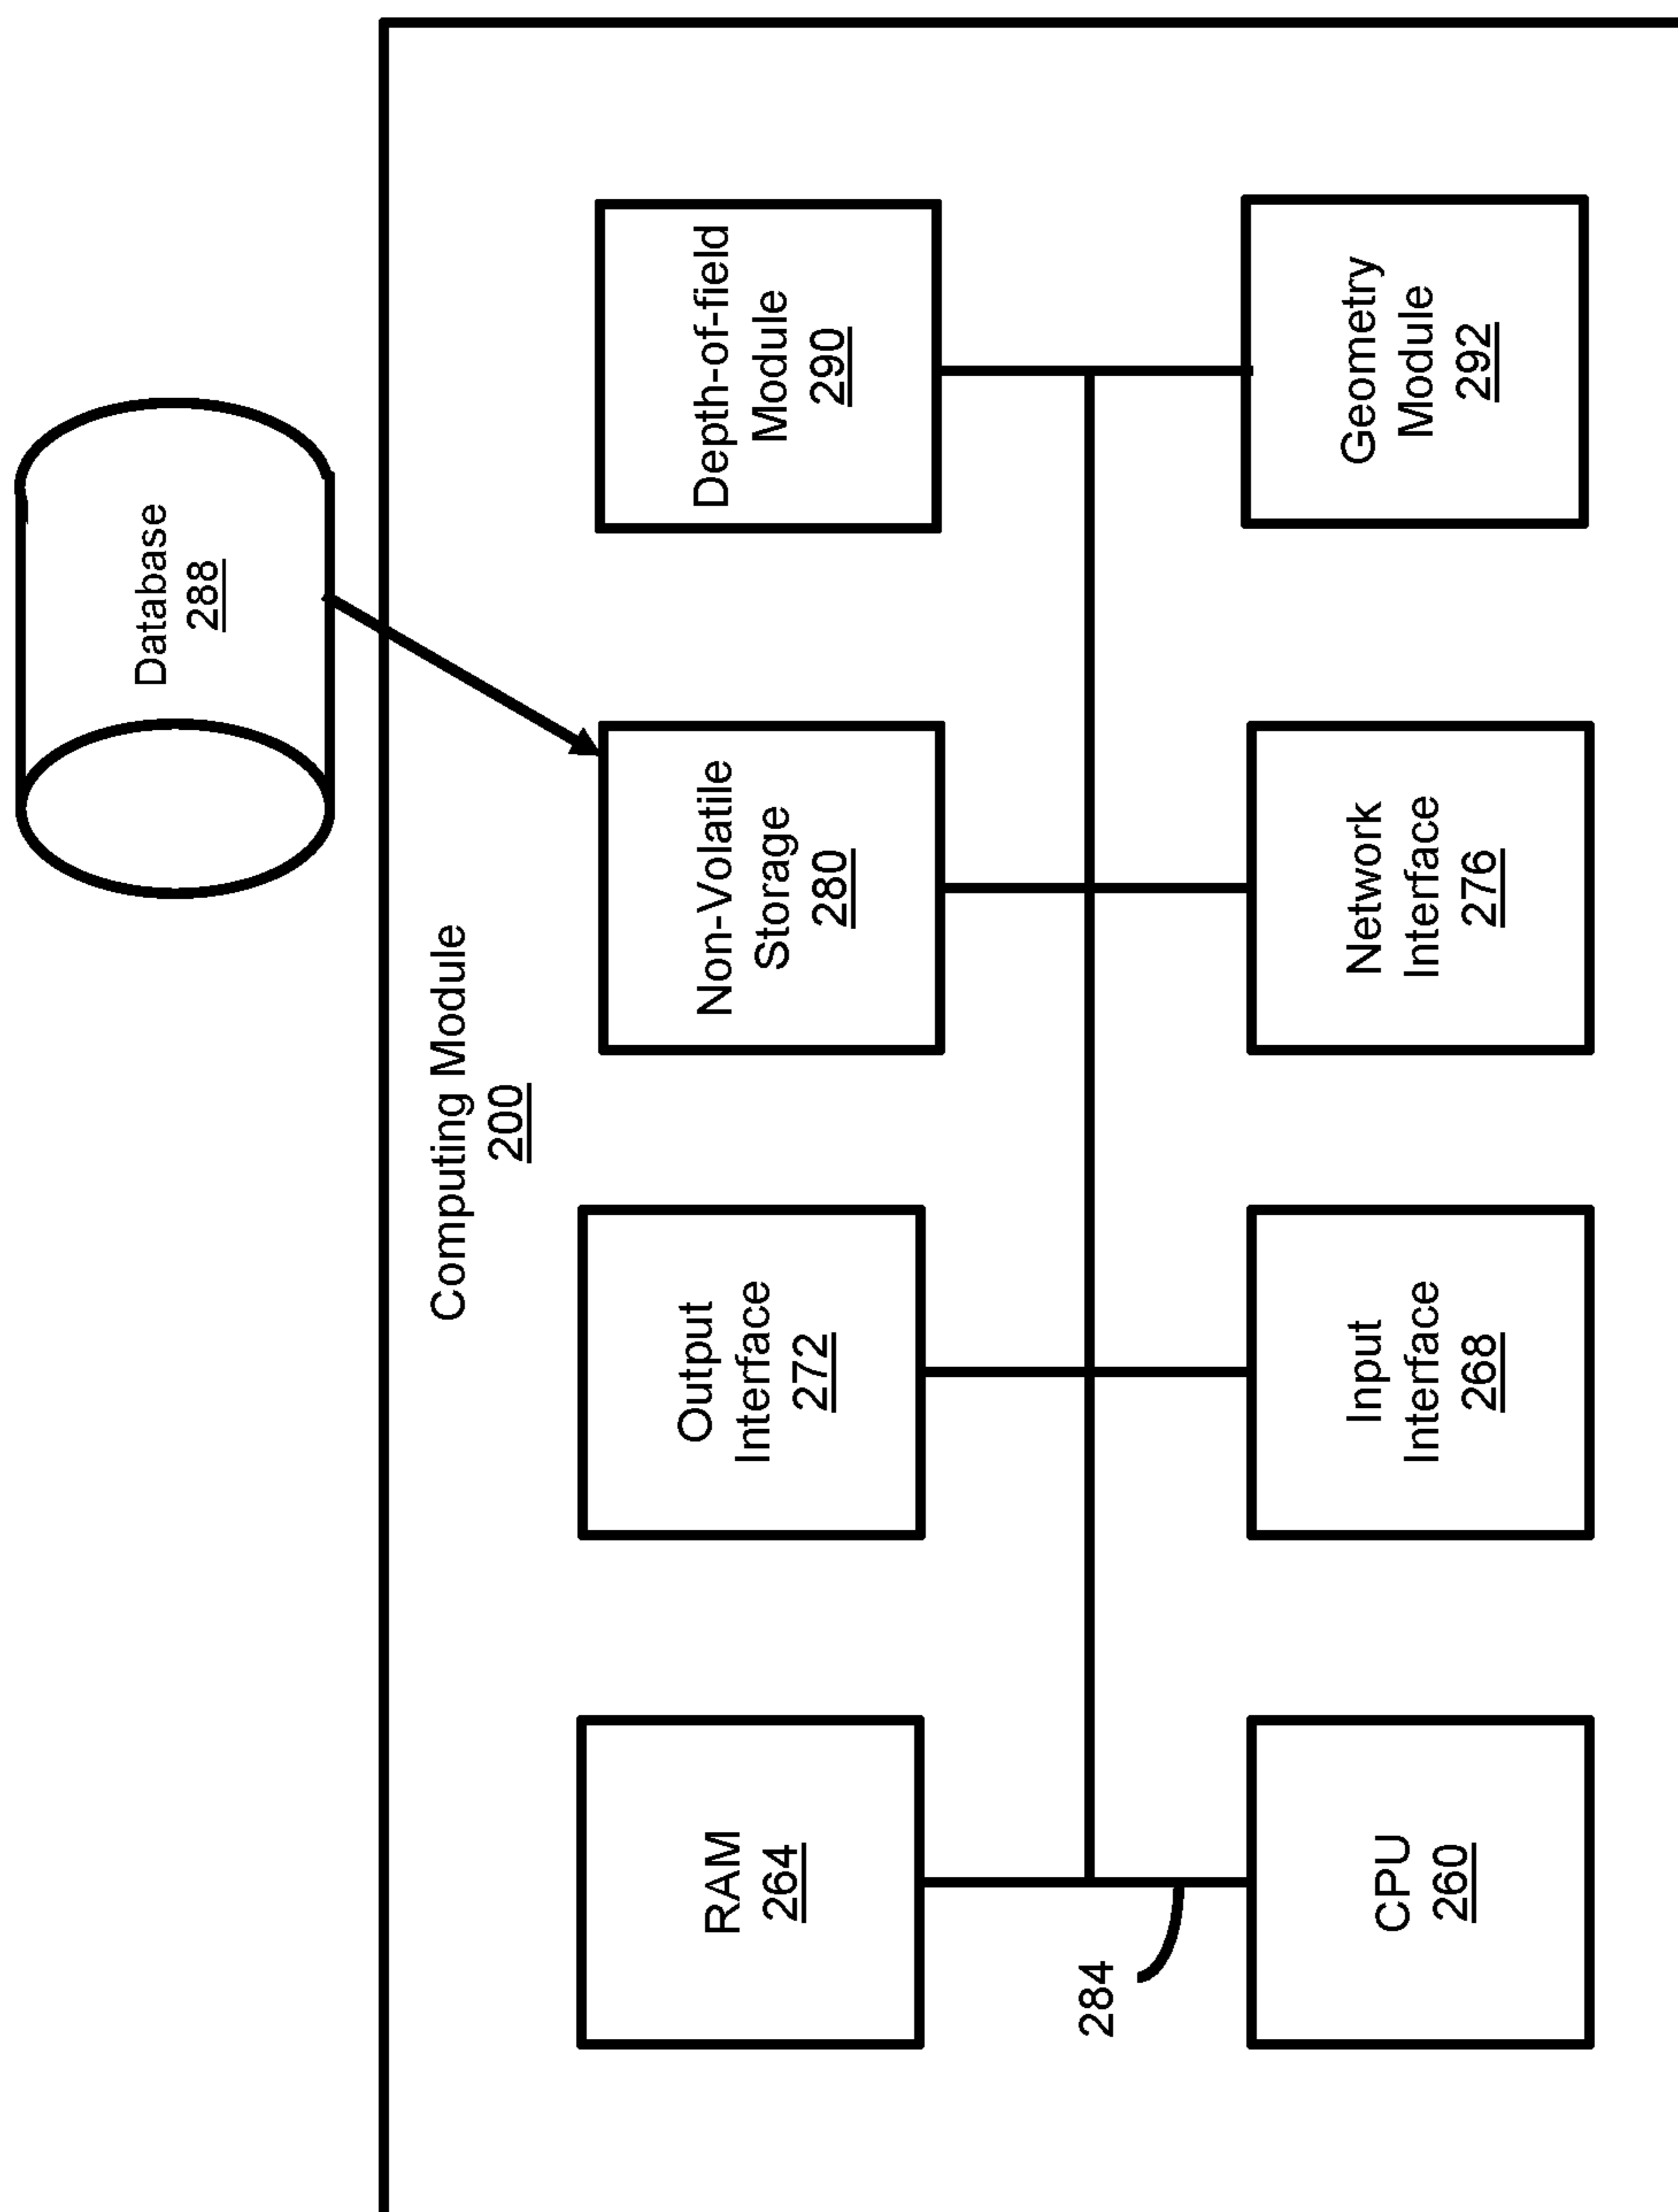 Database
288
Computing Module
200
RAM
264
Output
Interface
272
Non-Volatile
Storage
280
Depth-of-field
Module
290
284
CPU
260
Input
Interface
268
Network
Interface
276
Geometry
Module
292